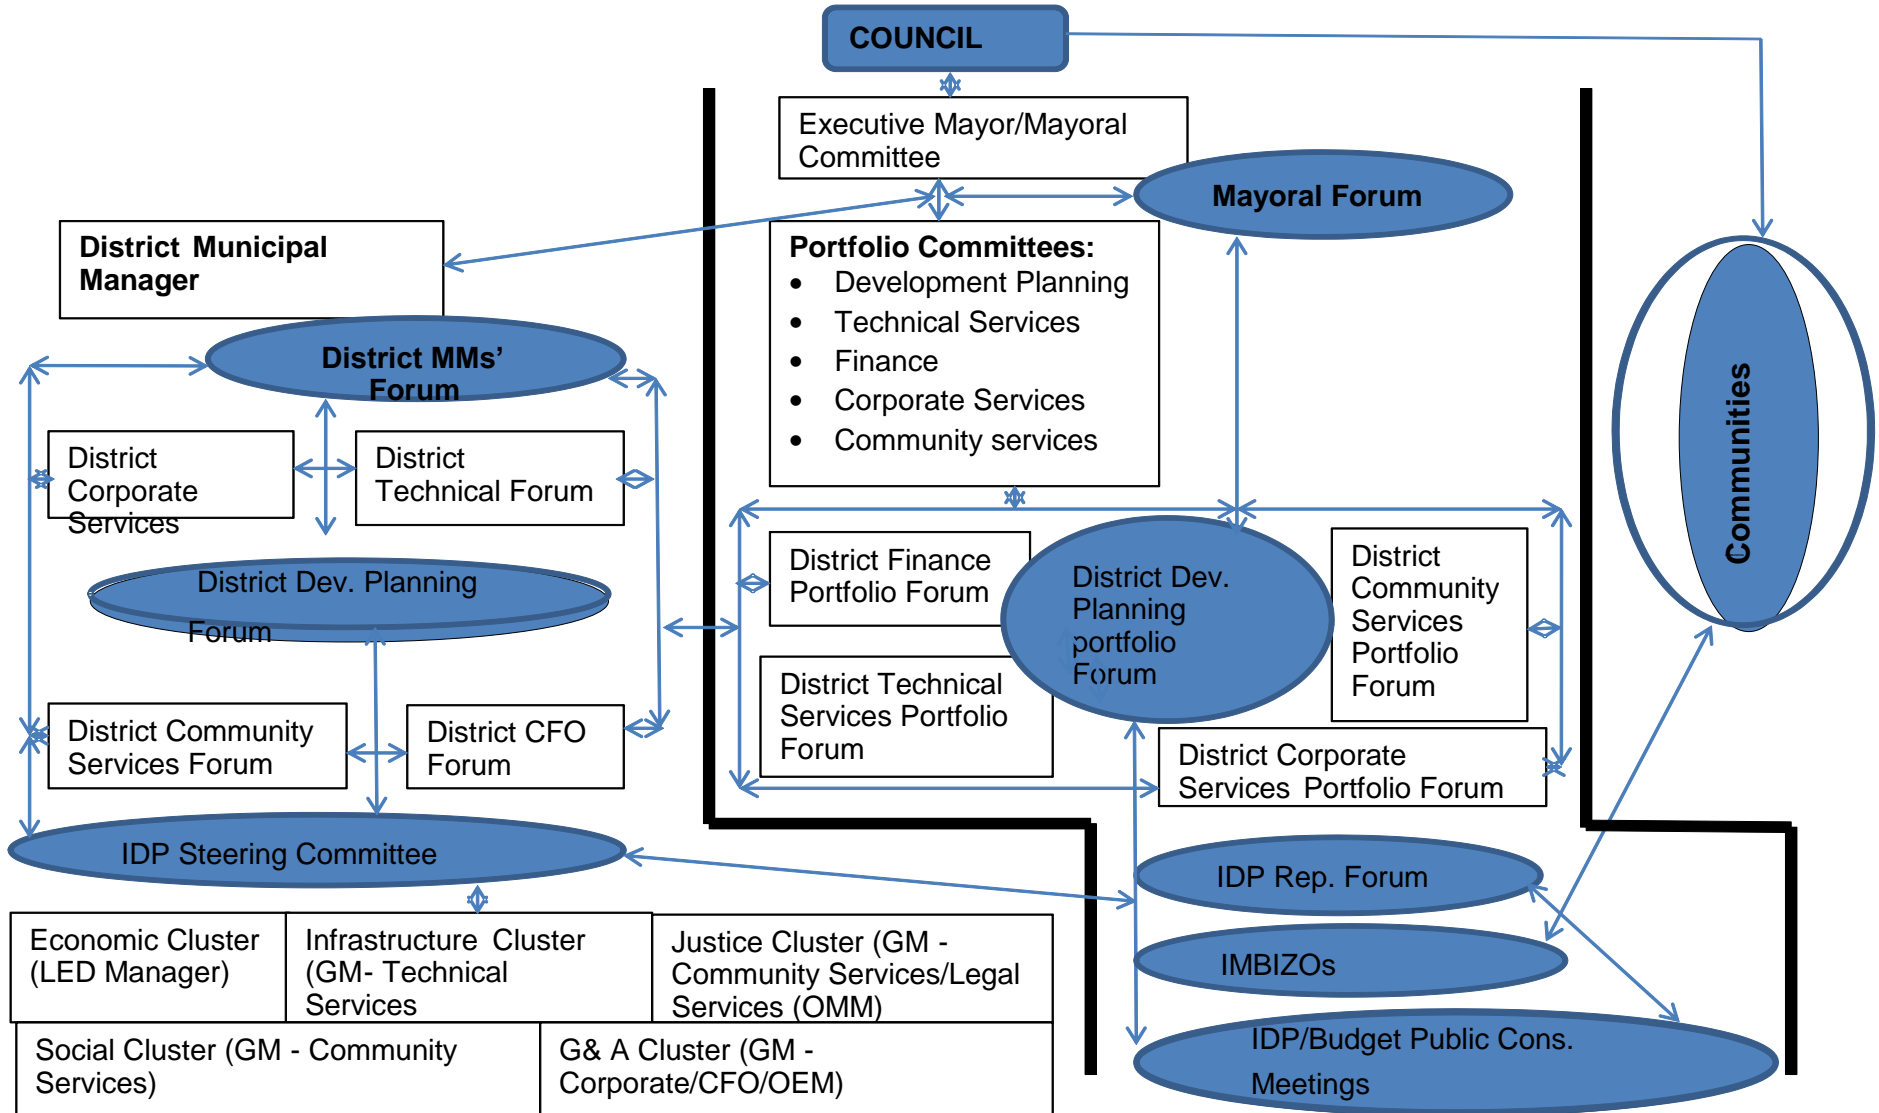 COUNCIL
Executive Mayor/Mayoral
Committee
Mayoral Forum
District Municipal
Manager
Portfolio Committees:
• Development Planning
• Technical Services
• Finance
• Corporate Services
• Community services
District MMs’
Forum
Communities
District
Corporate
Services
District
Technical Forum
District Dev. Planning
Forum
District Finance
Portfolio Forum
District Dev.
Planning
portfolio
Forum
District
Community
Services
Portfolio
Forum
District Technical
Services Portfolio
Forum
District Community
Services Forum
District CFO
Forum
District Corporate
Services Portfolio Forum
IDP Steering Committee
IDP Rep. Forum
Economic Cluster
(LED Manager)
Infrastructure Cluster
(GM- Technical
Services
Justice Cluster (GM -
Community Services/Legal
Services (OMM)
IMBIZOs
Social Cluster (GM - Community
Services)
G& A Cluster (GM -
Corporate/CFO/OEM)
IDP/Budget Public Cons.
Meetings